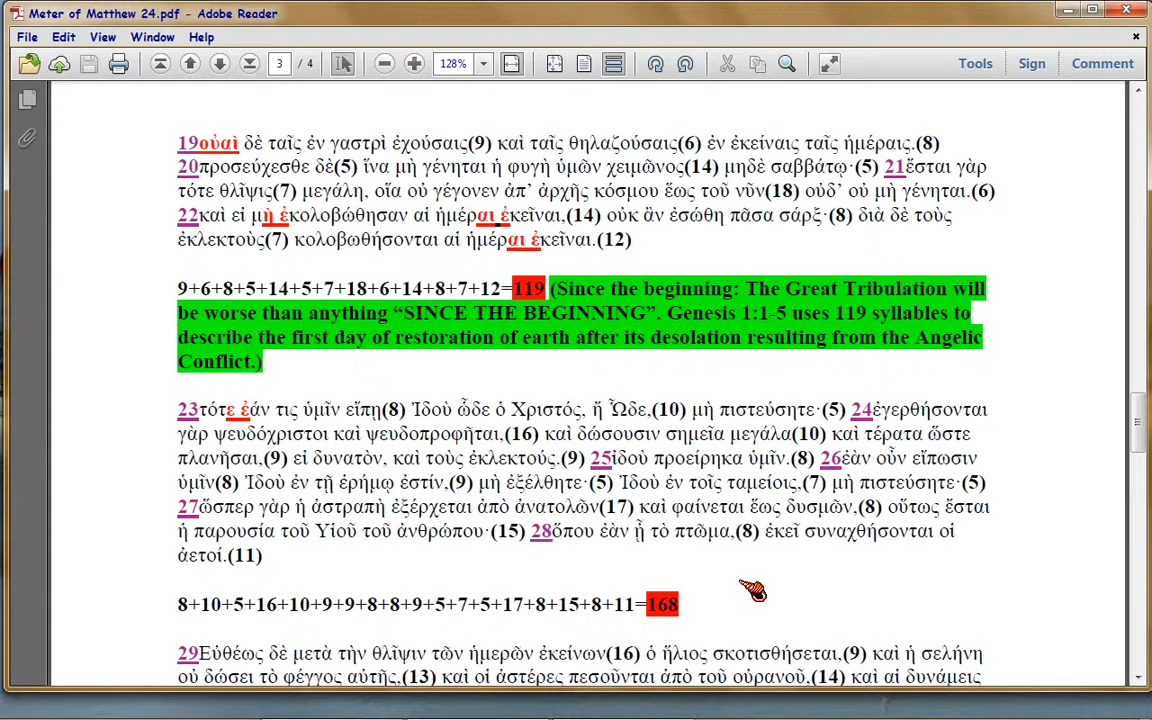 Meter of Matthew 24.pdf - Adobe Reader
File Edit View Window Help
3 / 4 128% Tools Sign Comment
19οὐαὶ δὲ ταῖς ἐν γαστρὶ ἐχούσαις(9) καὶ ταῖς θηλαζούσαις(6) ἐν ἐκείναις ταῖς ἡμέραις.(8)
20προσεύχεσθε δὲ(5) ἵνα μὴ γένηται ἡ φυγὴ ὑμῶν χειμῶνος(14) μηδὲ σαββάτῳ·(5) 21ἔσται γὰρ
τότε θλῖψις(7) μεγάλη, οἵα οὐ γέγονεν ἀπ’ ἀρχῆς κόσμου ἕως τοῦ νῦν(18) οὐδ’ οὐ μὴ γένηται.(6)
22καὶ εἰ μὴ ἐκολοβώθησαν αἱ ἡμέραι ἐκεῖναι,(14) οὐκ ἂν ἐσώθη πᾶσα σάρξ·(8) διὰ δὲ τοὺς
ἐκλεκτοὺς(7) κολοβωθήσονται αἱ ἡμέραι ἐκεῖναι.(12)
9+6+8+5+14+5+7+18+6+14+8+7+12=119 (Since the beginning: The Great Tribulation will
be worse than anything “SINCE THE BEGINNING”. Genesis 1:1-5 uses 119 syllables to
describe the first day of restoration of earth after its desolation resulting from the Angelic
Conflict.)
23τότε ἐάν τις ὑμῖν εἴπῃ(8) Ἰδοὺ ὧδε ὁ Χριστός, ἤ Ὧδε,(10) μὴ πιστεύσητε·(5) 24ἐγερθήσονται
γὰρ ψευδόχριστοι καὶ ψευδοπροφῆται,(16) καὶ δώσουσιν σημεῖα μεγάλα(10) καὶ τέρατα ὥστε
πλανῆσαι,(9) εἰ δυνατὸν, καὶ τοὺς ἐκλεκτούς.(9) 25ἰδοὺ προείρηκα ὑμῖν.(8) 26ἐὰν οὖν εἴπωσιν
ὑμῖν(8) Ἰδοὺ ἐν τῇ ἐρήμῳ ἐστίν,(9) μὴ ἐξέλθητε·(5) Ἰδοὺ ἐν τοῖς ταμείοις,(7) μὴ πιστεύσητε·(5)
27ὥσπερ γὰρ ἡ ἀστραπὴ ἐξέρχεται ἀπὸ ἀνατολῶν(17) καὶ φαίνεται ἕως δυσμῶν,(8) οὕτως ἔσται
ἡ παρουσία τοῦ Υἱοῦ τοῦ ἀνθρώπου·(15) 28ὅπου ἐὰν ᾖ τὸ πτῶμα,(8) ἐκεῖ συναχθήσονται οἱ
ἀετοί.(11)
8+10+5+16+10+9+9+8+8+9+5+7+5+17+8+15+8+11=168
29Εὐθέως δὲ μετὰ τὴν θλῖψιν τῶν ἡμερῶν ἐκείνων(16) ὁ ἥλιος σκοτισθήσεται,(9) καὶ ἡ σελήνη
οὐ δώσει τὸ φέγγος αὐτῆς,(13) καὶ οἱ ἀστέρες πεσοῦνται ἀπὸ τοῦ οὐρανοῦ,(14) καὶ αἱ δυνάμεις